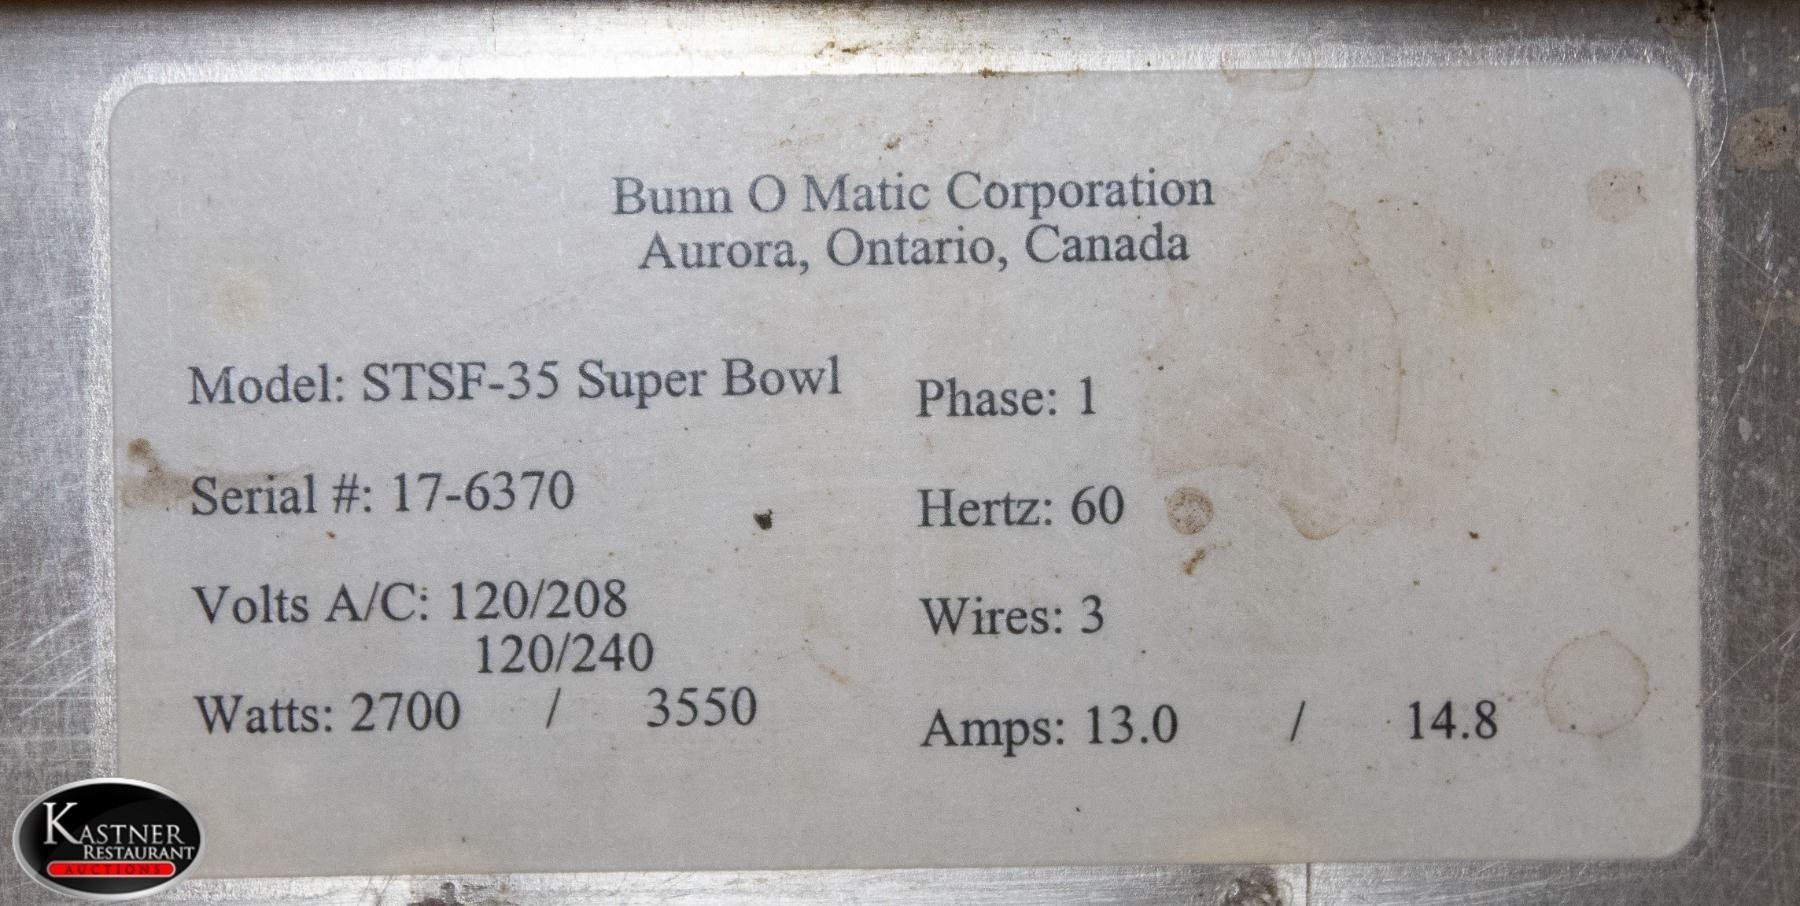 Bunn O Matic Corporation
Aurora, Ontario, Canada
Model: STSF-35 Super Bowl
Phase: 1
Serial #: 17-6370
Hertz: 60
Volts A/C: 120/208
120/240
Wires: 3
Watts: 2700 / 3550
Amps: 13.0 / 14.8
KASTNER
RESTAURANT
AUCTIONS